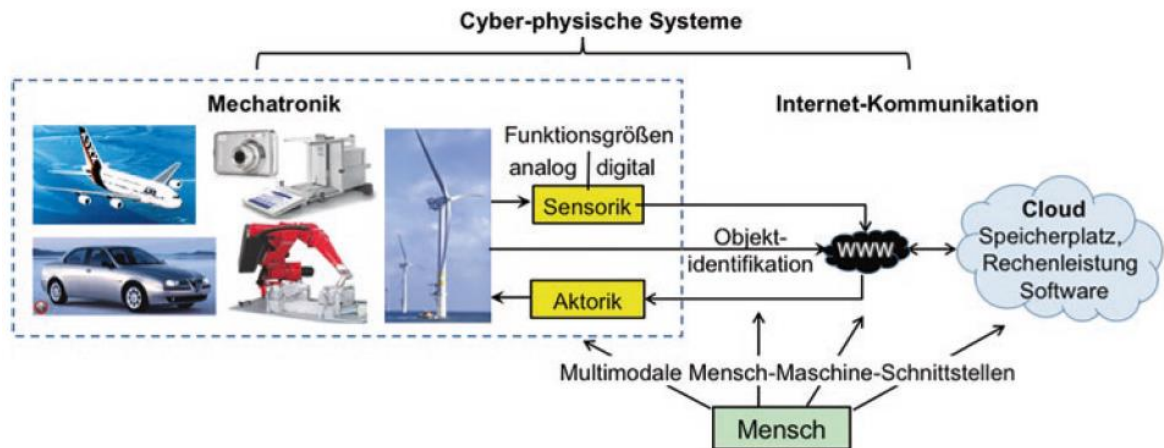 Cyber-physische Systeme
Mechatronik
Internet-Kommunikation
Funktionsgrößen
analog
digital
Sensorik
Objekt-
identifikation
WWW
Cloud
Speicherplatz,
Rechenleistung
Software
Aktorik
Multimodale Mensch-Maschine-Schnittstellen
Mensch